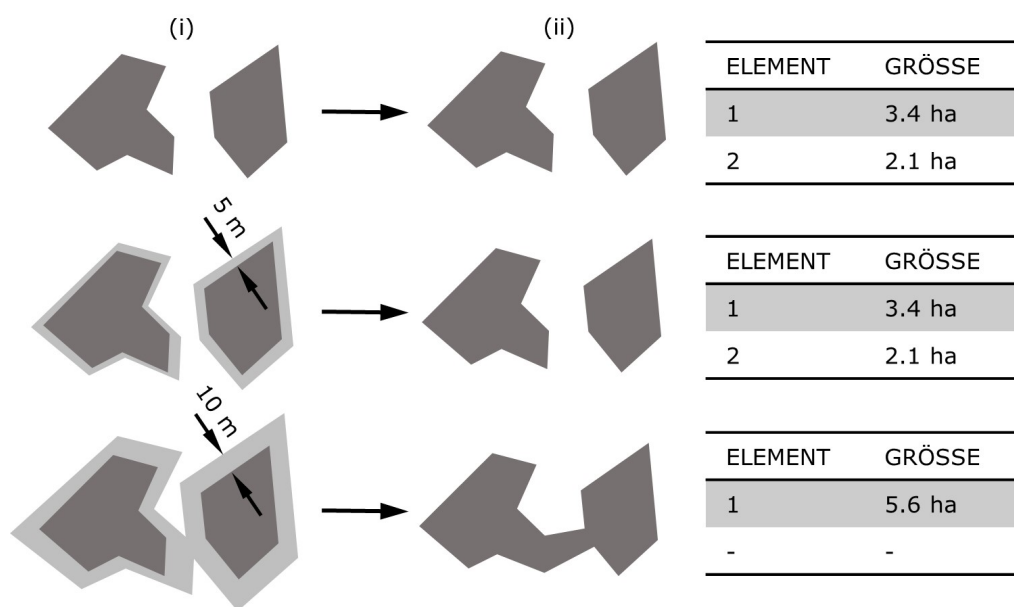 (i) (ii)
ELEMENT GRÖSSE
1 3.4 ha
2 2.1 ha
5 m
ELEMENT GRÖSSE
1 3.4 ha
2 2.1 ha
10 m
ELEMENT GRÖSSE
1 5.6 ha
- -